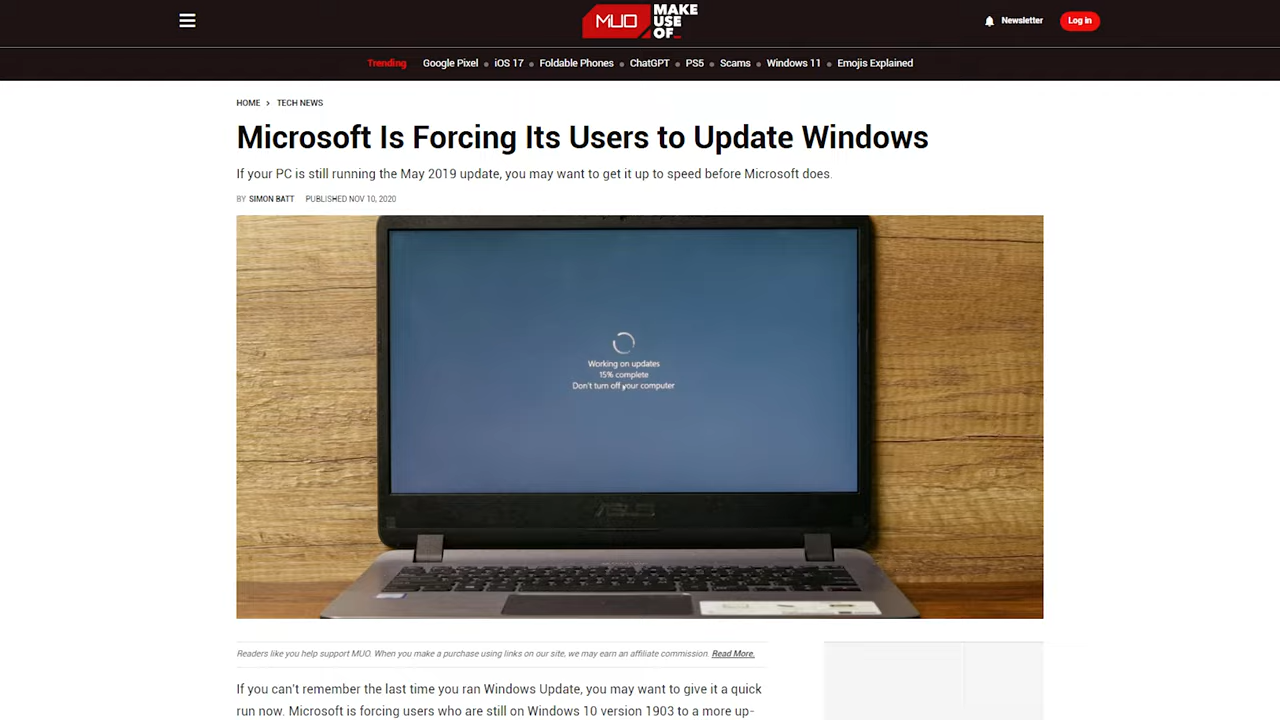 MUO MAKE
USE
OF
Newsletter
Log in
Trending Google Pixel • iOS 17 • Foldable Phones • ChatGPT • PS5 • Scams • Windows 11 • Emojis Explained
HOME > TECH NEWS
Microsoft Is Forcing Its Users to Update Windows
If your PC is still running the May 2019 update, you may want to get it up to speed before Microsoft does.
BY SIMON BATT PUBLISHED NOV 10, 2020
Working on updates
15% complete
Don't turn off your computer
ASUS
Readers like you help support MUO. When you make a purchase using links on our site, we may earn an affiliate commission. Read More.
If you can't remember the last time you ran Windows Update, you may want to give it a quick
run now. Microsoft is forcing users who are still on Windows 10 version 1903 to a more up-